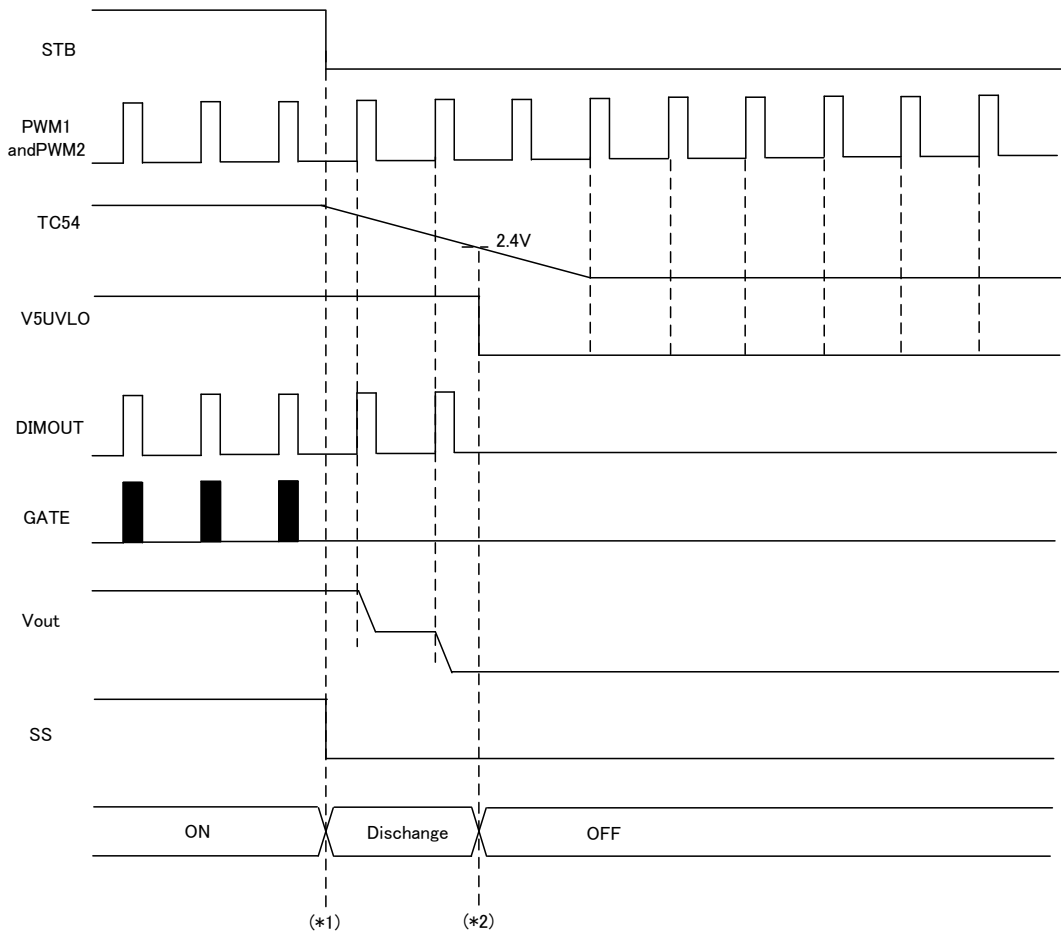 STB
PWM1
andPWM2
TC54
2.4V
V5UVLO
DIMOUT
GATE
Vout
SS
ON Dischange OFF
(*1) (*2)